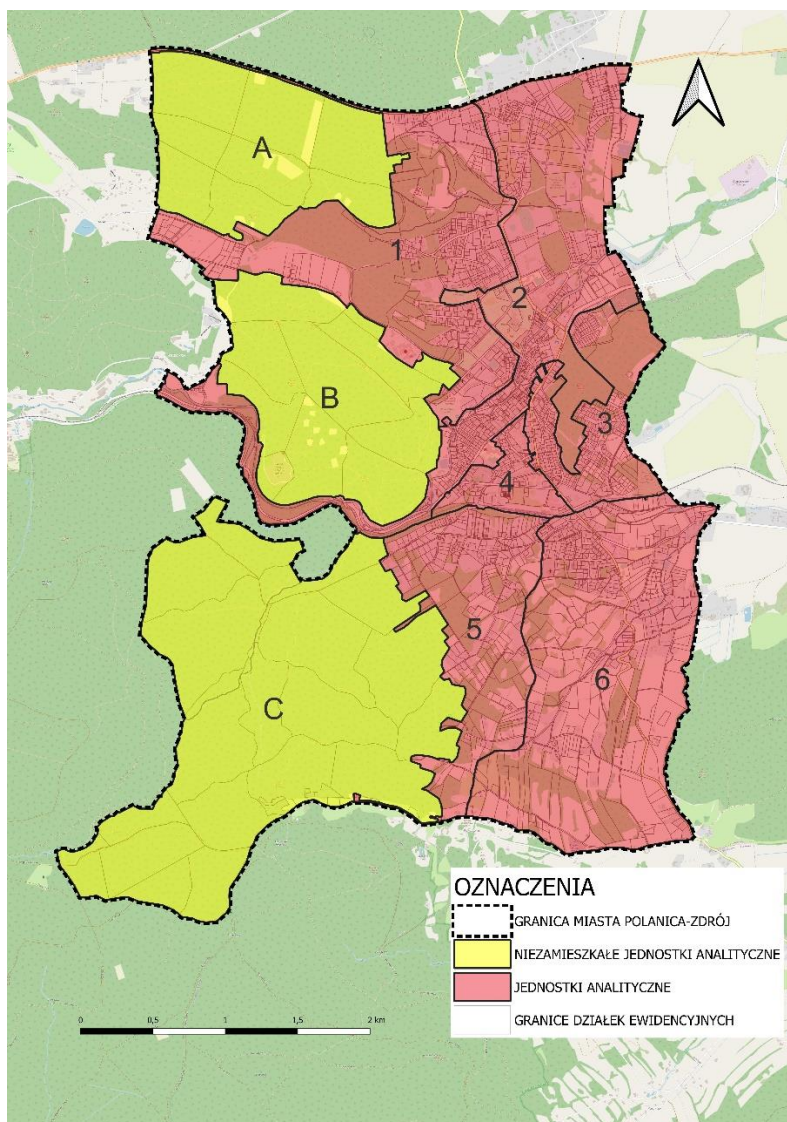 A
1
2
B
3
4
5
6
C
OZNACZENIA
GRANICA MIASTA POLANICA-ZDRÓJ
NIEZAMIESZKAŁE JEDNOSTKI ANALITYCZNE
JEDNOSTKI ANALITYCZNE
GRANICE DZIAŁEK EWIDENCYJNYCH
0 0,5 1 1,5 2 km